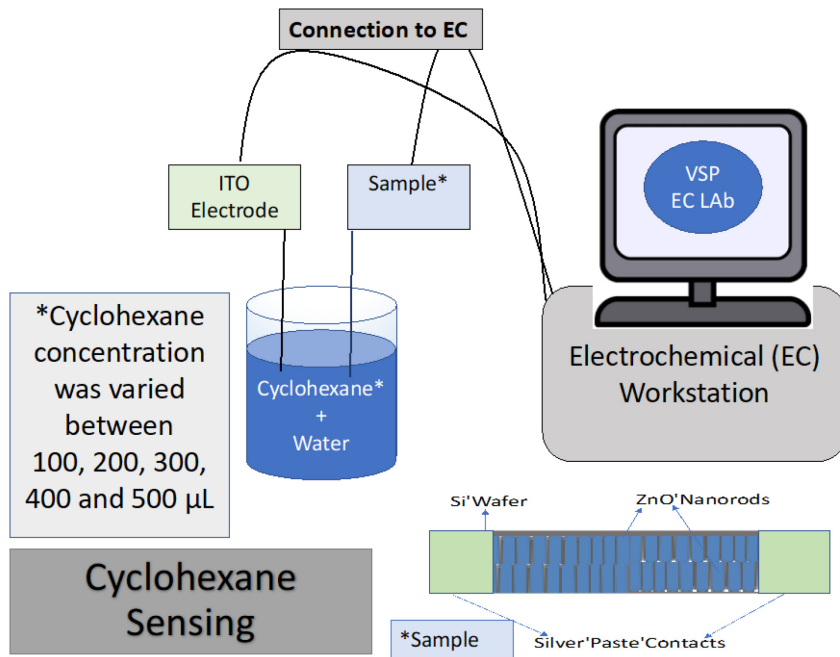 Connection to EC
ITO
Electrode
Sample*
VSP
EC LAb
*Cyclohexane
concentration
was varied
between
100, 200, 300,
400 and 500 µL
Cyclohexane*
+
Water
Electrochemical (EC)
Workstation
Si'Wafer
ZnO'Nanorods
Cyclohexane
Sensing
*Sample
Silver'Paste'Contacts